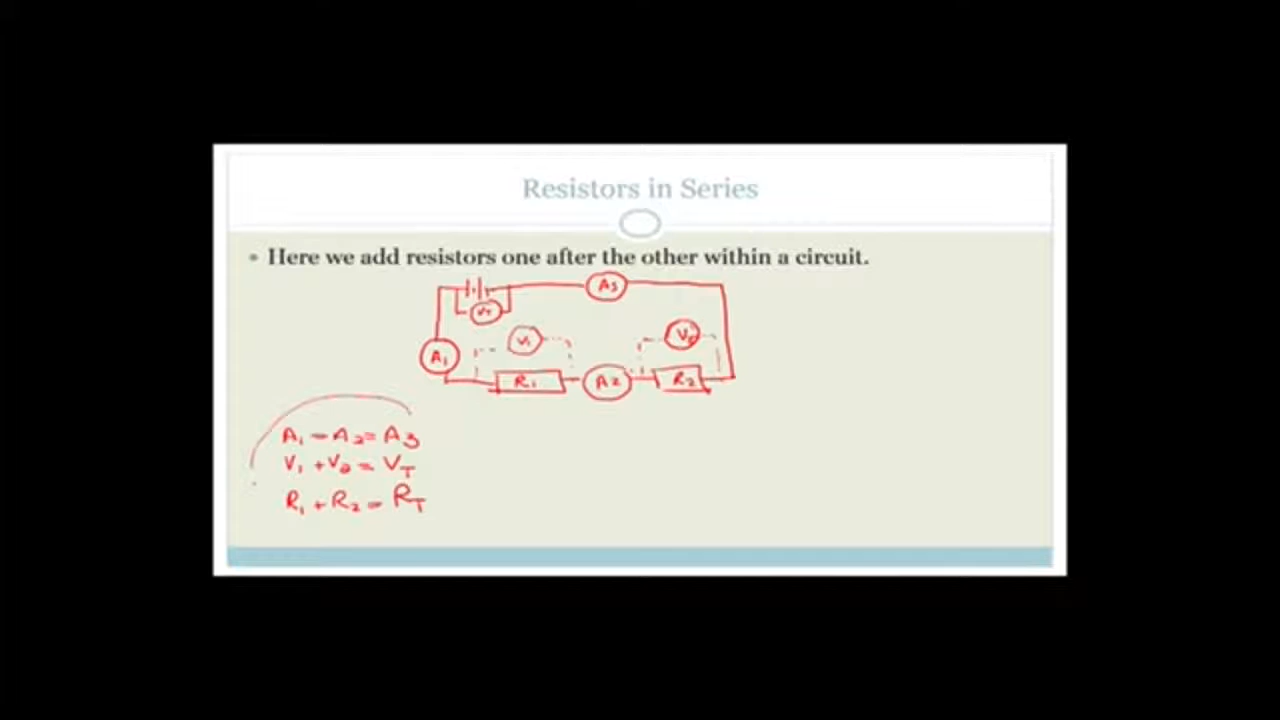 Resistors in Series
• Here we add resistors one after the other within a circuit.
A3
VT
V1
A1
R1
A2
R2
A1 = A2 = A3
V1 + V2 = VT
R1 + R2 = RT